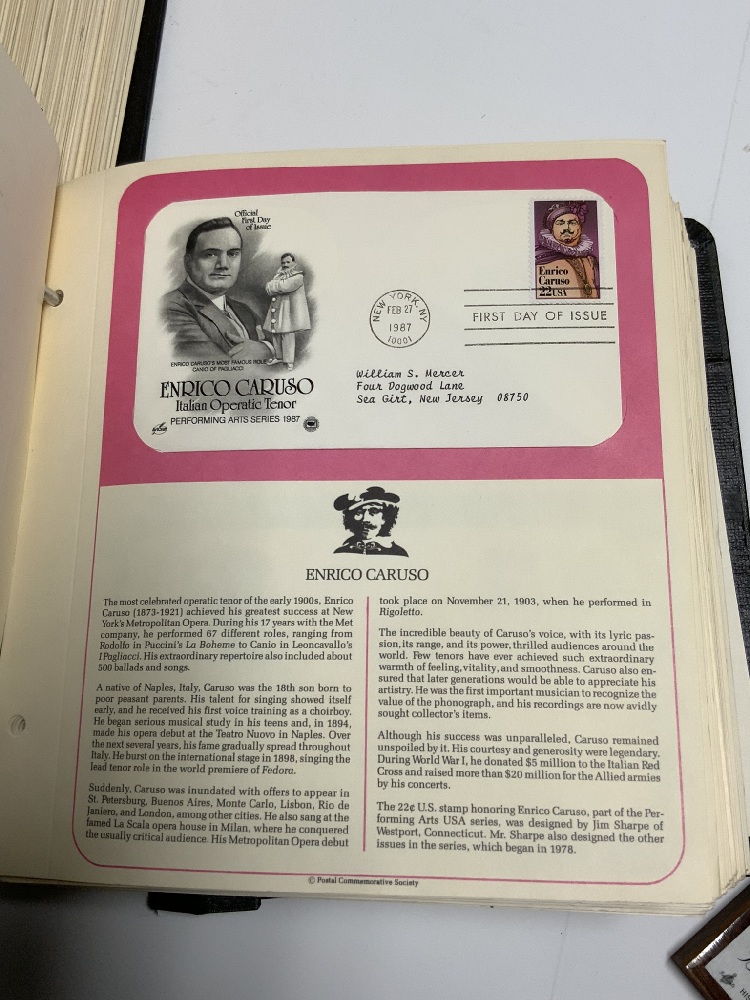 Official
First Day
of Issue
Enrico
Caruso
22USA
NEW YORK, NY
FEB 27
1987
10001
FIRST DAY OF ISSUE
ENRICO CARUSO'S MOST FAMOUS ROLE
CANIO OF PAGLIACCI
ENRICO CARUSO
Italian Operatic Tenor
PERFORMING ARTS SERIES 1987
William S. Mercer
Four Dogwood Lane
Sea Girt, New Jersey 08750
ENRICO CARUSO
The most celebrated operatic tenor of the early 1900s, Enrico
Caruso (1873-1921) achieved his greatest success at New
York's Metropolitan Opera. During his 17 years with the Met
company, he performed 67 different roles, ranging from
Rodolfo in Puccini's La Boheme to Canio in Leoncavallo's
I Pagliacci. His extraordinary repertoire also included about
500 ballads and songs.
A native of Naples, Italy, Caruso was the 18th son born to
poor peasant parents. His talent for singing showed itself
early, and he received his first voice training as a choirboy.
He began serious musical study in his teens and, in 1894,
made his opera debut at the Teatro Nuovo in Naples. Over
the next several years, his fame gradually spread throughout
Italy. He burst on the international stage in 1898, singing the
lead tenor role in the world premiere of Fedora.
Suddenly, Caruso was inundated with offers to appear in
St. Petersburg, Buenos Aires, Monte Carlo, Lisbon, Rio de
Janiero, and London, among other cities. He also sang at the
famed La Scala opera house in Milan, where he conquered
the usually critical audience. His Metropolitan Opera debut
took place on November 21, 1903, when he performed in
Rigoletto.
The incredible beauty of Caruso's voice, with its lyric pas-
sion, its range, and its power, thrilled audiences around the
world. Few tenors have ever achieved such extraordinary
warmth of feeling, vitality, and smoothness. Caruso also en-
sured that later generations would be able to appreciate his
artistry. He was the first important musician to recognize the
value of the phonograph, and his recordings are now avidly
sought collector's items.
Although his success was unparalleled, Caruso remained
unspoiled by it. His courtesy and generosity were legendary.
During World War I, he donated $5 million to the Italian Red
Cross and raised more than $20 million for the Allied armies
by his concerts.
The 22¢ U.S. stamp honoring Enrico Caruso, part of the Per-
forming Arts USA series, was designed by Jim Sharpe of
Westport, Connecticut. Mr. Sharpe also designed the other
issues in the series, which began in 1978.
© Postal Commemorative Society